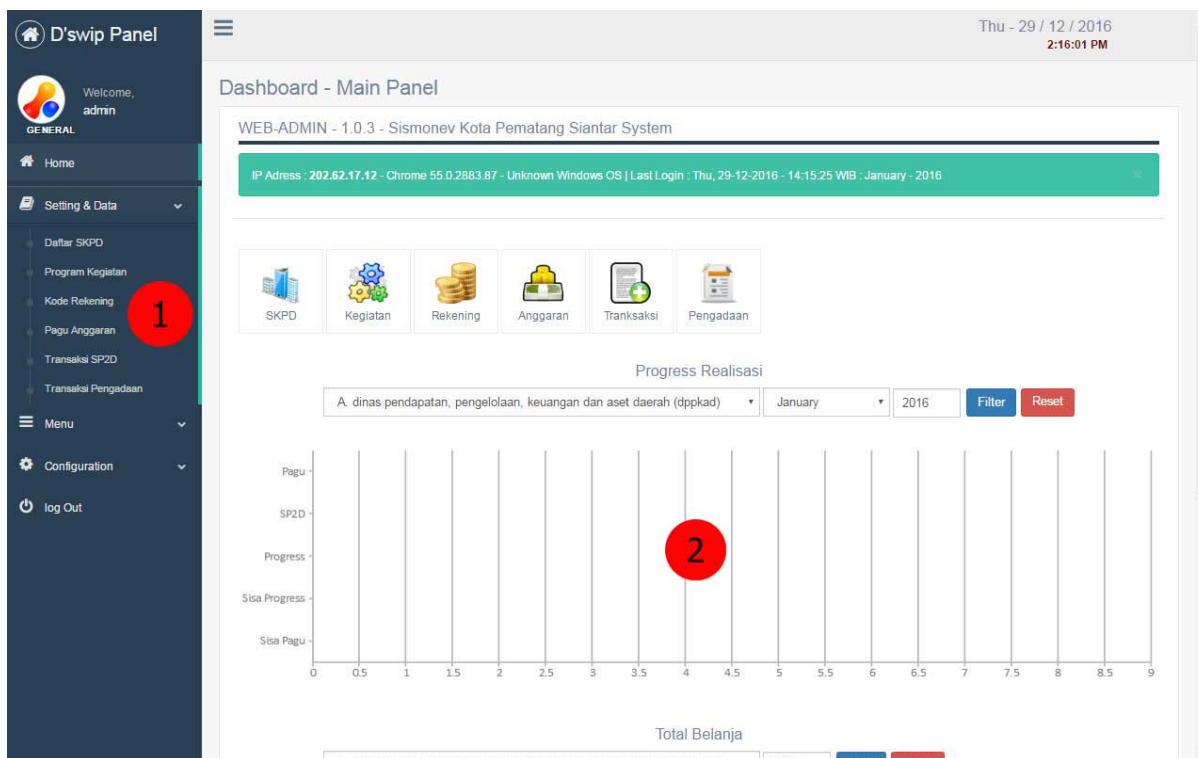 D'swip Panel
Thu - 29 / 12 / 2016
2:16:01 PM
Welcome,
admin
GENERAL
Home
Setting & Data
Daftar SKPD
Program Kegiatan
Kode Rekening
Pagu Anggaran
Transaksi SP2D
Transaksi Pengadaan
1
Menu
Configuration
log Out
Dashboard - Main Panel
WEB-ADMIN - 1.0.3 - Sismonev Kota Pematang Siantar System
IP Adress : 202.62.17.12 - Chrome 55.0.2883.87 - Unknown Windows OS | Last Login : Thu, 29-12-2016 - 14:15:25 WIB : January - 2016
SKPD Kegiatan Rekening Anggaran Tranksaksi Pengadaan
Progress Realisasi
A. dinas pendapatan, pengelolaan, keuangan dan aset daerah (dppkad) January 2016 Filter Reset
Pagu
SP2D
Progress
2
Sisa Progress
Sisa Pagu
0 0.5 1 1.5 2 2.5 3 3.5 4 4.5 5 5.5 6 6.5 7 7.5 8 8.5 9
Total Belanja